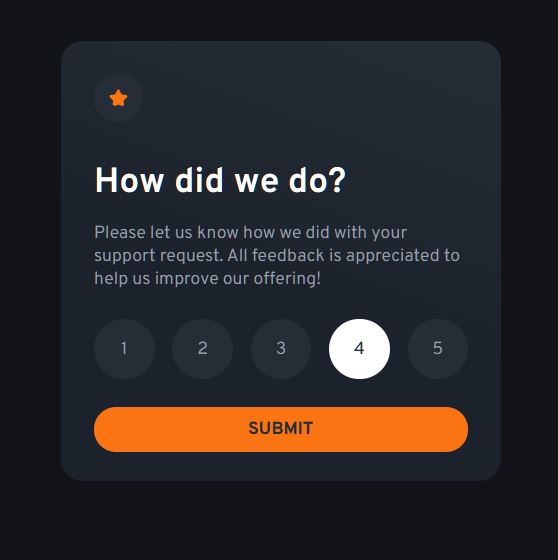 How did we do?
Please let us know how we did with your
support request. All feedback is appreciated to
help us improve our offering!
1 2 3 4 5
SUBMIT